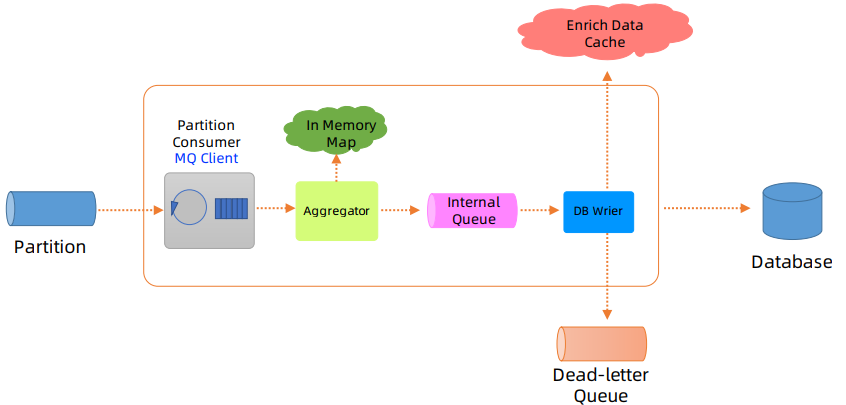 Enrich Data
Cache
Partition
Consumer
MQ Client
In Memory
Map
Aggregator
Internal
Queue
DB Wrier
Partition
Database
Dead-letter
Queue